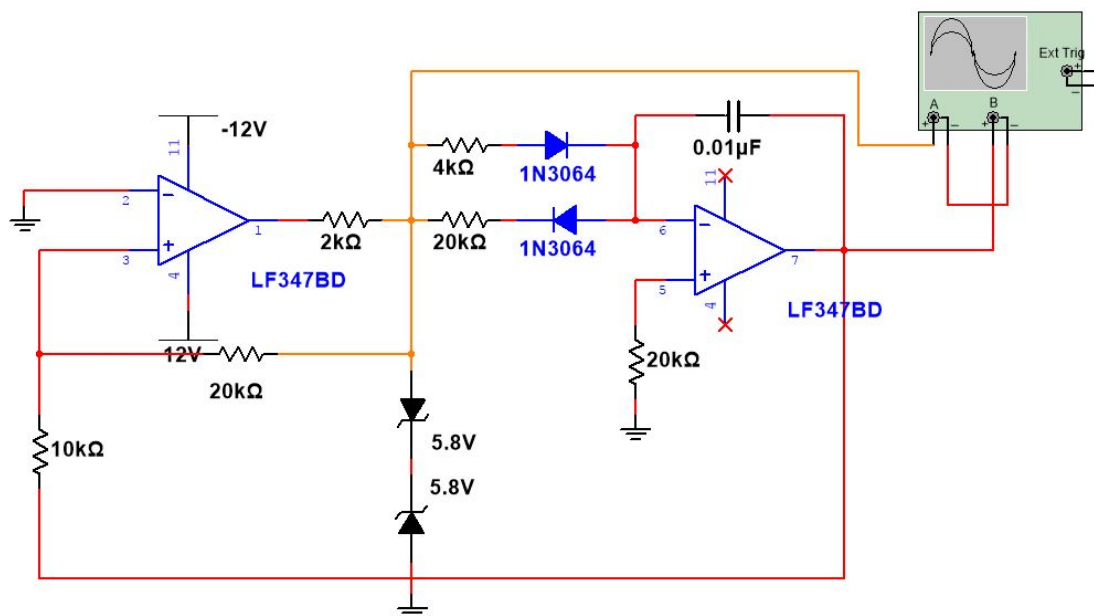 Ext Trig
+
−
A
B
+
−
+
−
-12V
11
4kΩ
1N3064
0.01µF
2
−
1
2kΩ
20kΩ
1N3064
11
6
−
7
3
+
4
LF347BD
5
+
4
LF347BD
12V
20kΩ
20kΩ
10kΩ
5.8V
5.8V